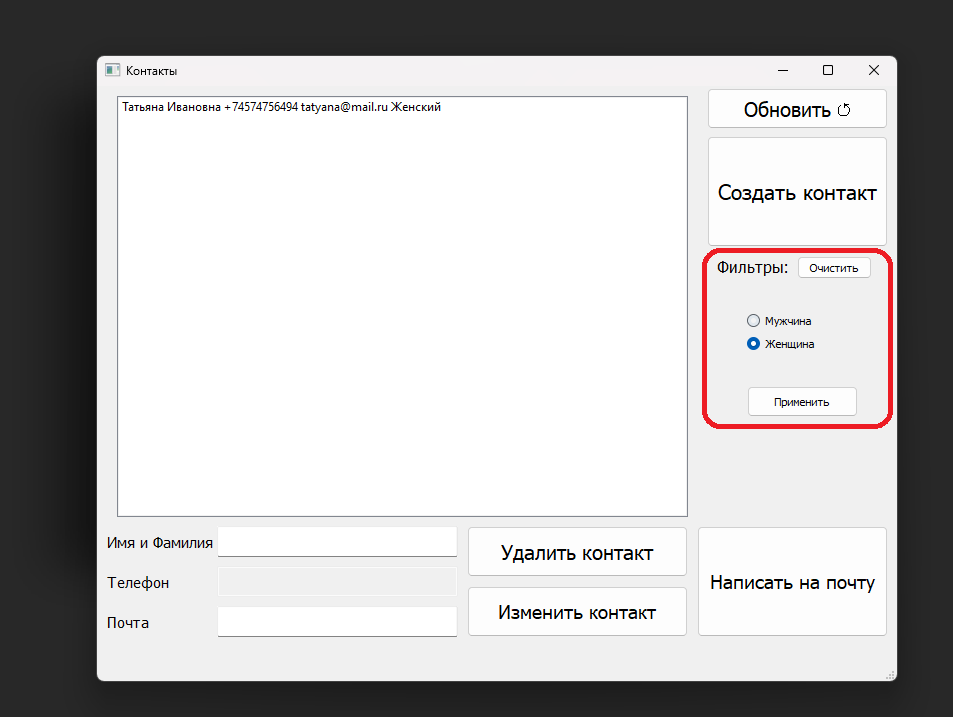 Контакты
Татьяна Ивановна +74574756494 tatyana@mail.ru Женский
Обновить
Создать контакт
Фильтры: Очистить
Мужчина
Женщина
Применить
Имя и Фамилия
Телефон
Почта
Удалить контакт
Изменить контакт
Написать на почту